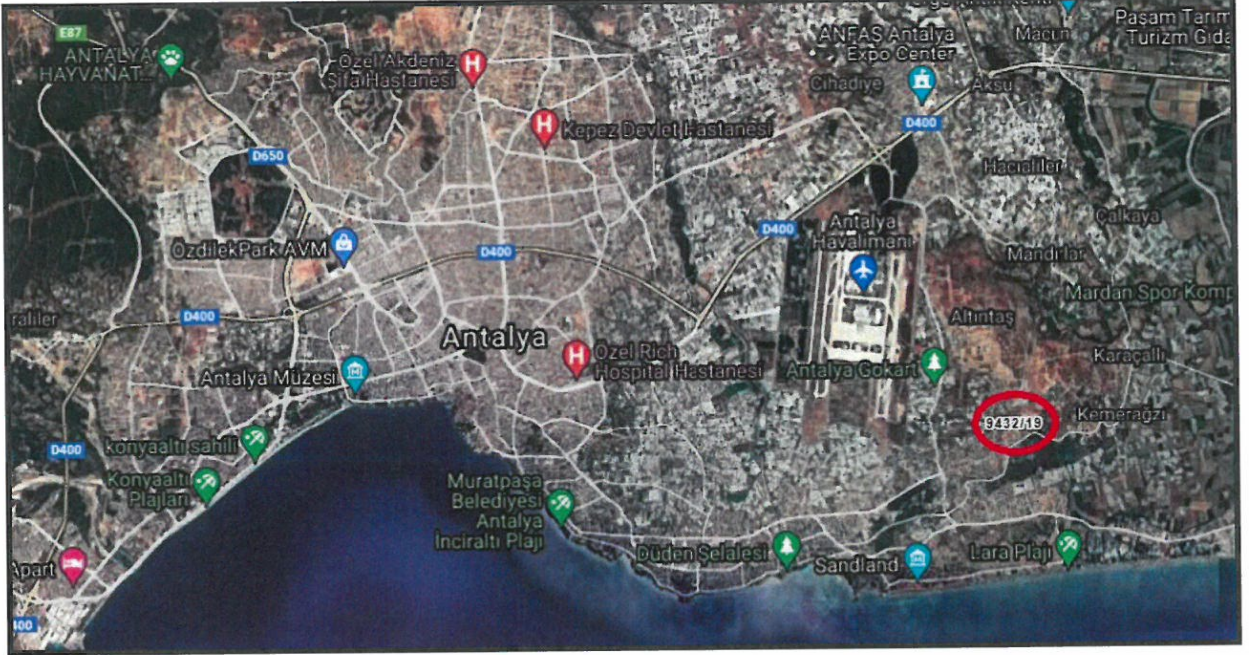 E87
ANTALYA
HAYVANAT...
Özel Akdeniz
Şifa Hastanesi
Kepez Devlet Hastanesi
ANFAŞ Antalya
Expo Center
Cihadiye
Macun
Paşam Tarım
Turizm Gıda
Aksu
D400
D650
Hacıaliler
Çalkaya
Mandırlar
ÖzdilekPark AVM
D400
D400
Antalya
Havalimanı
Mardan Spor Komp
raliler
D400
Antalya
Altıntaş
Karaçallı
Antalya Müzesi
Özel Rich
Hospital Hastanesi
Antalya Gokart
9432/19
Kemerağzı
D400
konyaaltı sahili
Konyaaltı
Plajları
Muratpaşa
Belediyesi
Antalya
İnciraltı Plajı
Düden Şelalesi
Sandland
Lara Plajı
Apart
400